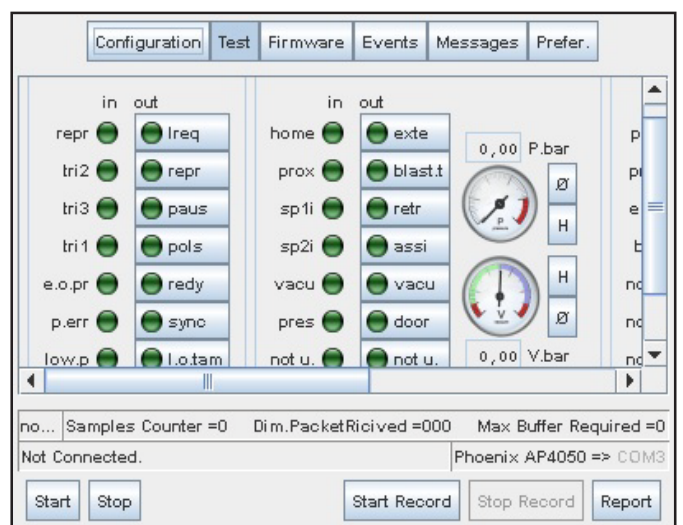 Configuration Test Firmware Events Messages Prefer.
in out in out
repr lreq home exte 0,00 P.bar
tri2 repr prox blast.t Ø
tri3 paus sp1i retr P H
tri1 pols sp2i assi
e.o.pr redy vacu vacu H
p.err sync pres door V Ø
low.p l.o.tam not u. not u. 0,00 V.bar
no... Samples Counter =0 Dim.PacketRicived =000 Max Buffer Required =0
Not Connected. Phoenix AP4050 => COM3
Start Stop Start Record Stop Record Report